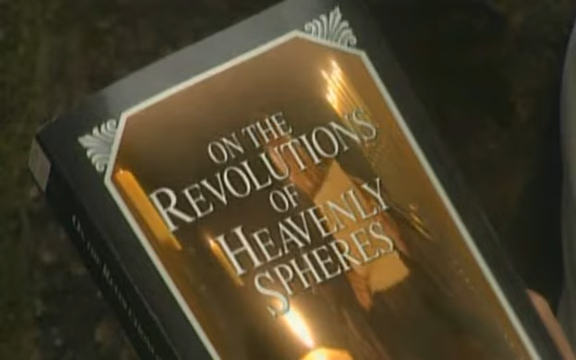 ON THE
REVOLUTIONS
OF
HEAVENLY
SPHERES